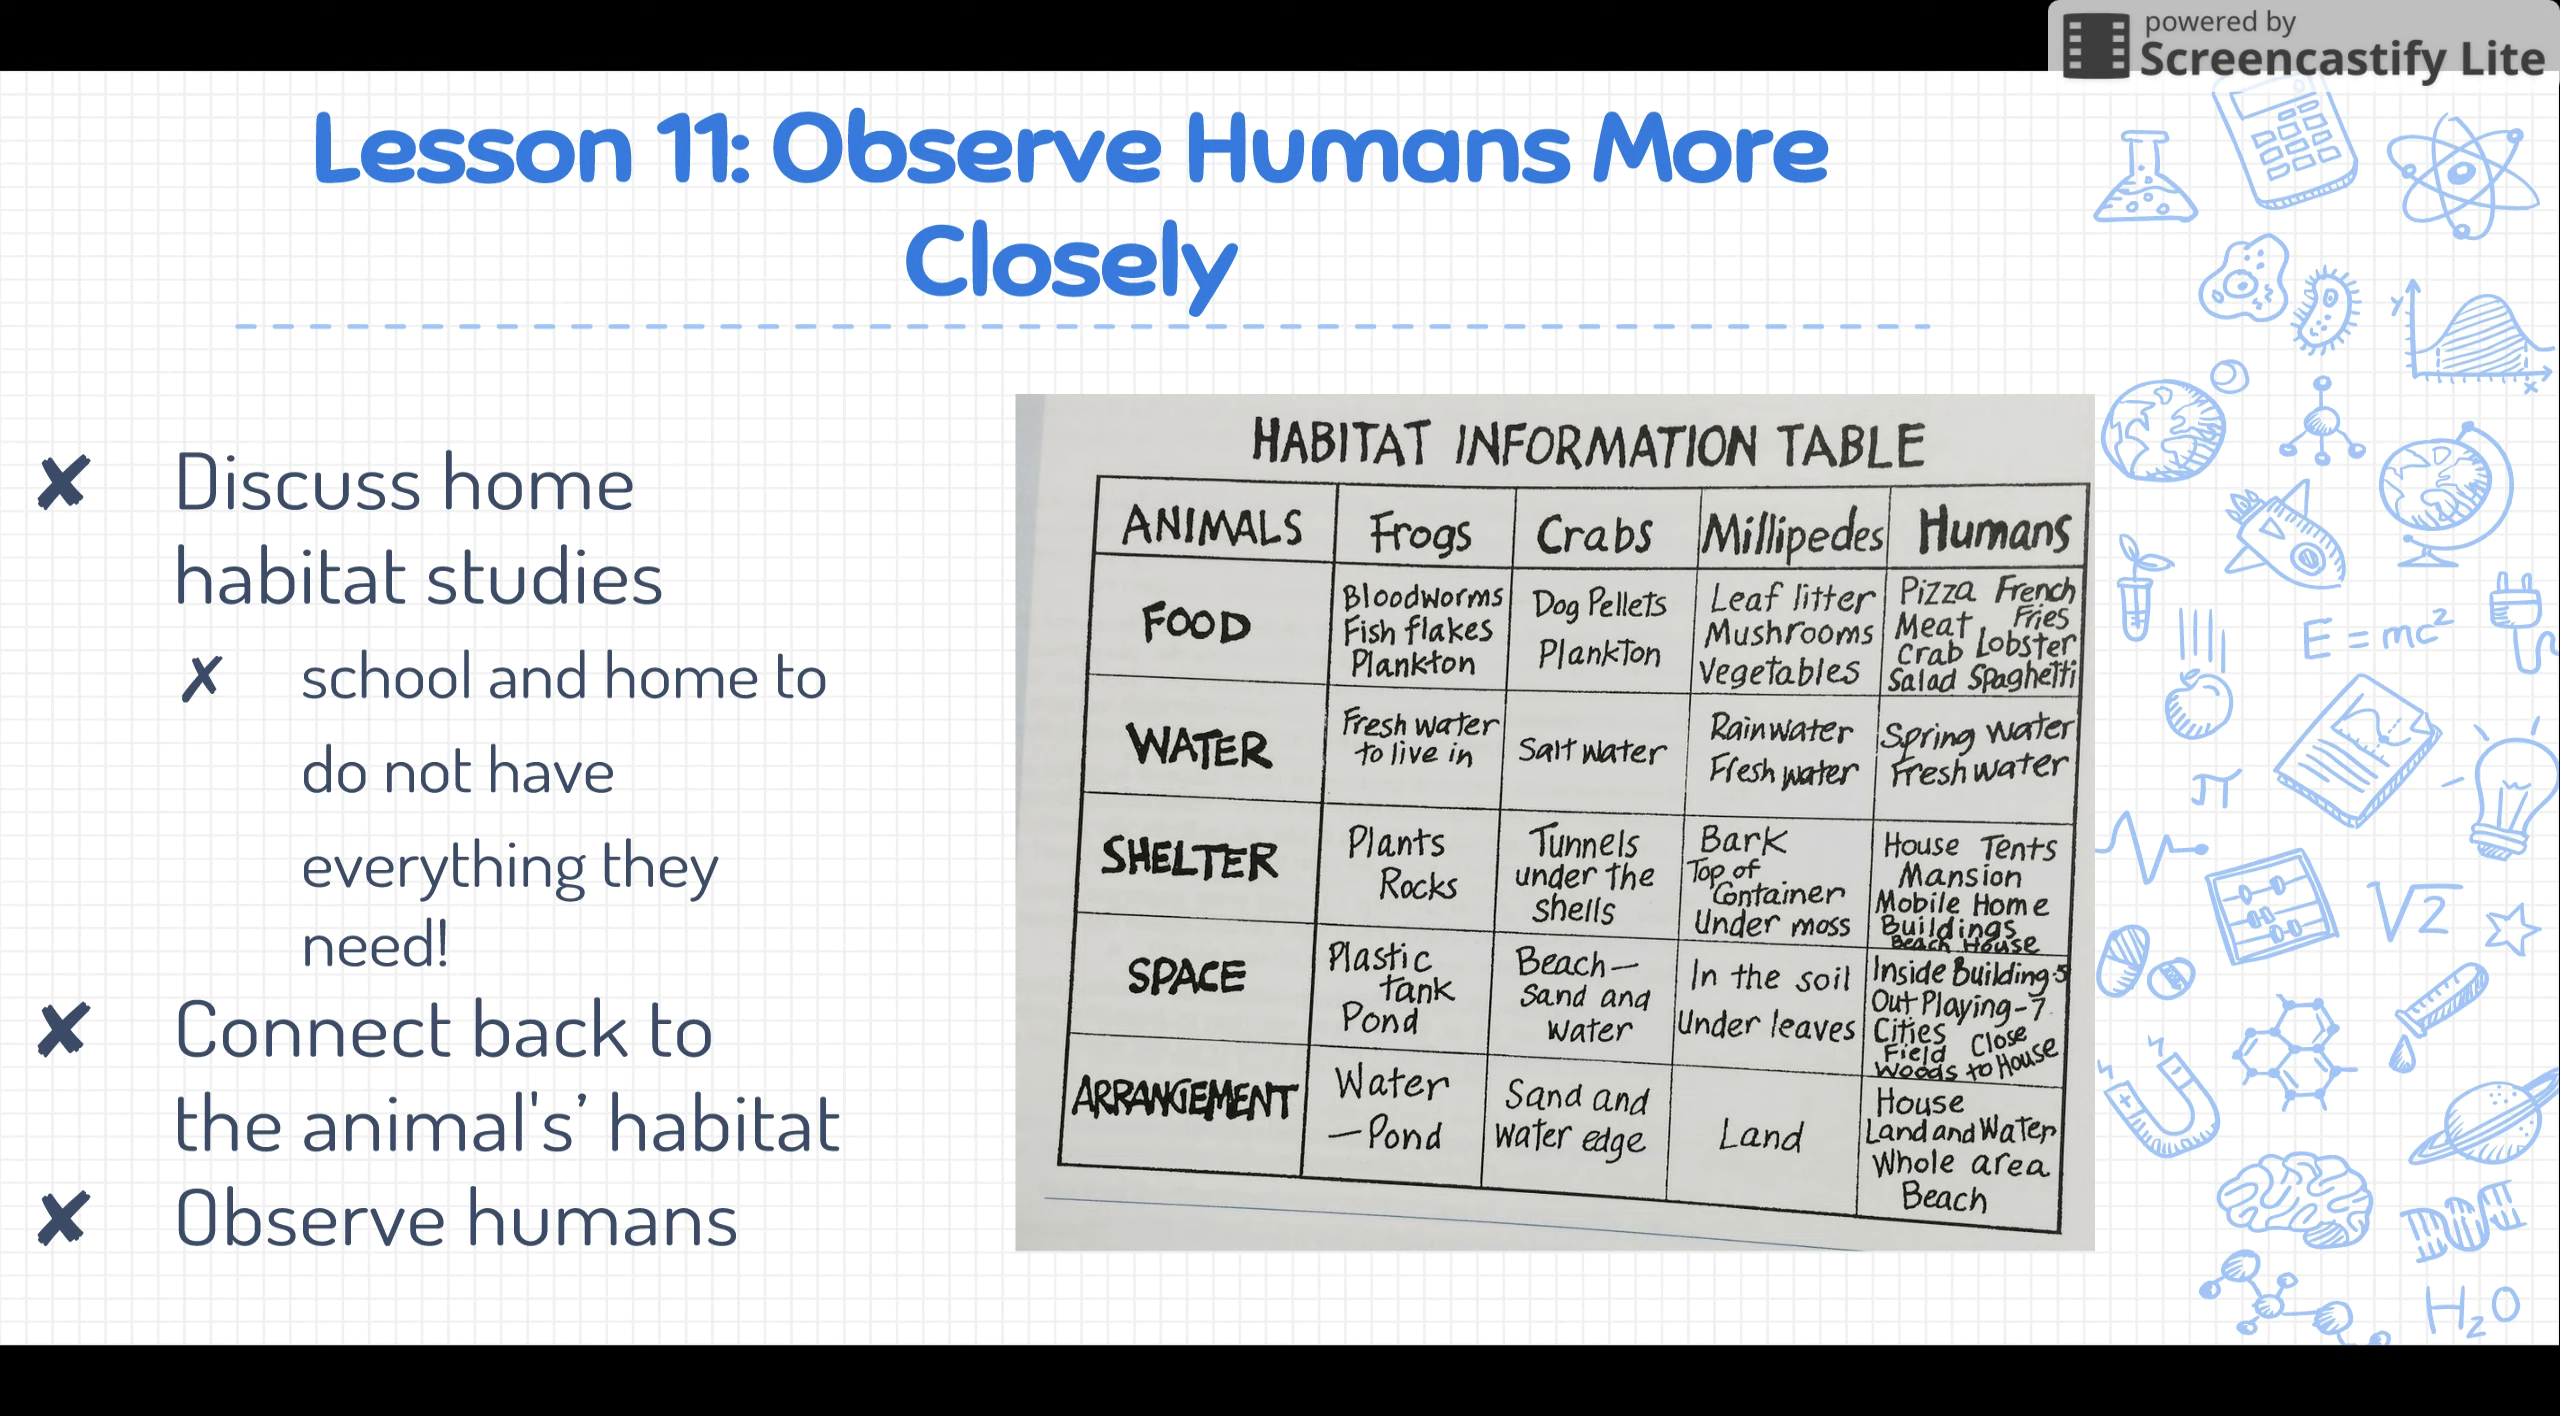 powered by
Screencastify Lite
Lesson 11: Observe Humans More
Closely
✘ Discuss home
habitat studies
✗ school and home to
do not have
everything they
need!
✘ Connect back to
the animal's’ habitat
✘ Observe humans
HABITAT INFORMATION TABLE
ANIMALS
Frogs
Crabs
Millipedes
Humans
FOOD
Bloodworms
Fish flakes
Plankton
Dog Pellets
Plankton
Leaf litter
Mushrooms
Vegetables
Pizza French
Fries
Meat
Crab Lobster
Salad Spaghetti
WATER
Fresh water
to live in
Salt water
Rainwater
Fresh water
Spring water
Fresh water
SHELTER
Plants
Rocks
Tunnels
under the
shells
Bark
Top of
Container
Under moss
House Tents
Mansion
Mobile Home
Buildings
Beach House
SPACE
Plastic
tank
Pond
Beach—
Sand and
Water
In the soil
Under leaves
Inside Building-5
Out Playing-7
Cities
Field Close
Woods to House
ARRANGEMENT
Water
—Pond
Sand and
water edge
Land
House
Land and Water
Whole area
Beach
y
x
E = mc²
π
√2
H₂O